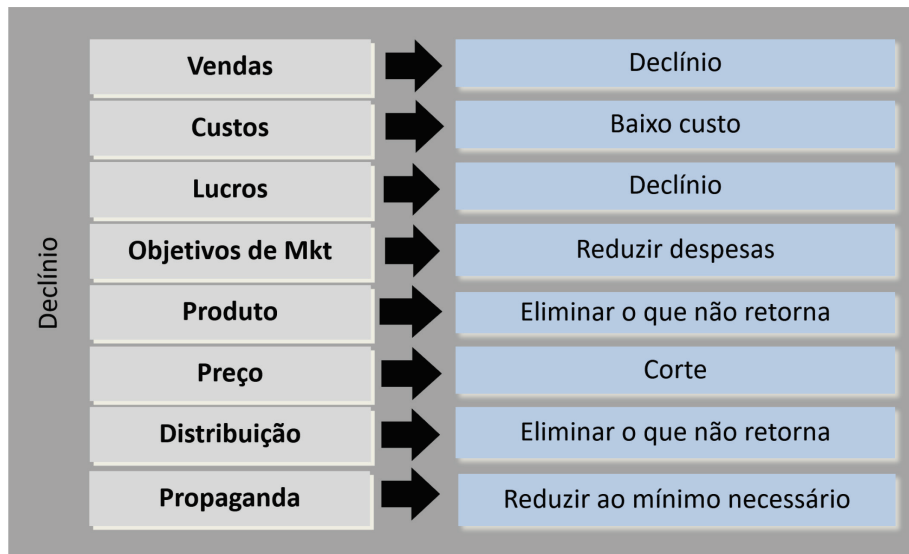 Declínio
Vendas
Declínio
Custos
Baixo custo
Lucros
Declínio
Objetivos de Mkt
Reduzir despesas
Produto
Eliminar o que não retorna
Preço
Corte
Distribuição
Eliminar o que não retorna
Propaganda
Reduzir ao mínimo necessário